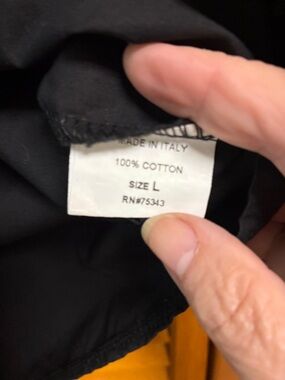 MADE IN ITALY
100% COTTON
SIZE L
RN#75343